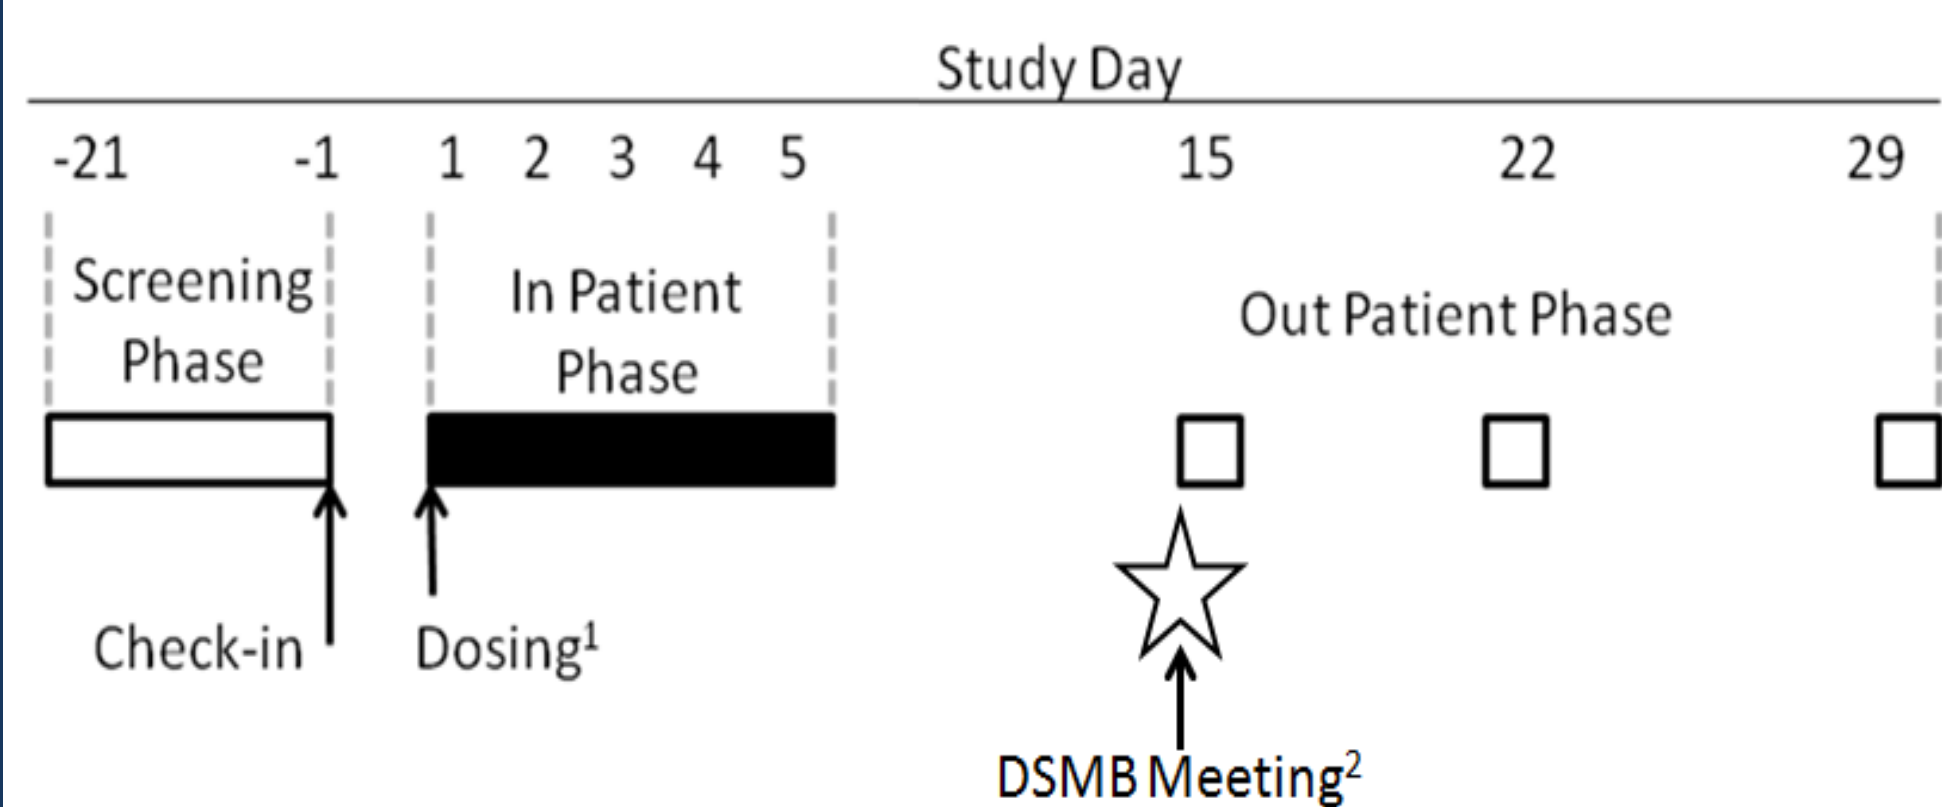 Study Day
-21 -1 1 2 3 4 5 15 22 29
Screening
Phase
In Patient
Phase
Out Patient Phase
Check-in
Dosing¹
DSMB Meeting²